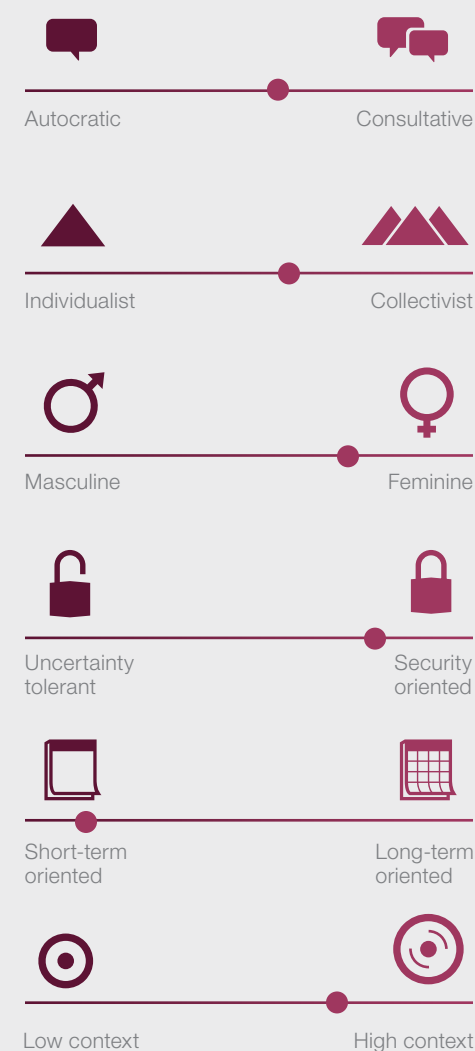 Autocratic
Consultative
Individualist
Collectivist
Masculine
Feminine
Uncertainty
tolerant
Security
oriented
Short-term
oriented
Long-term
oriented
Low context
High context